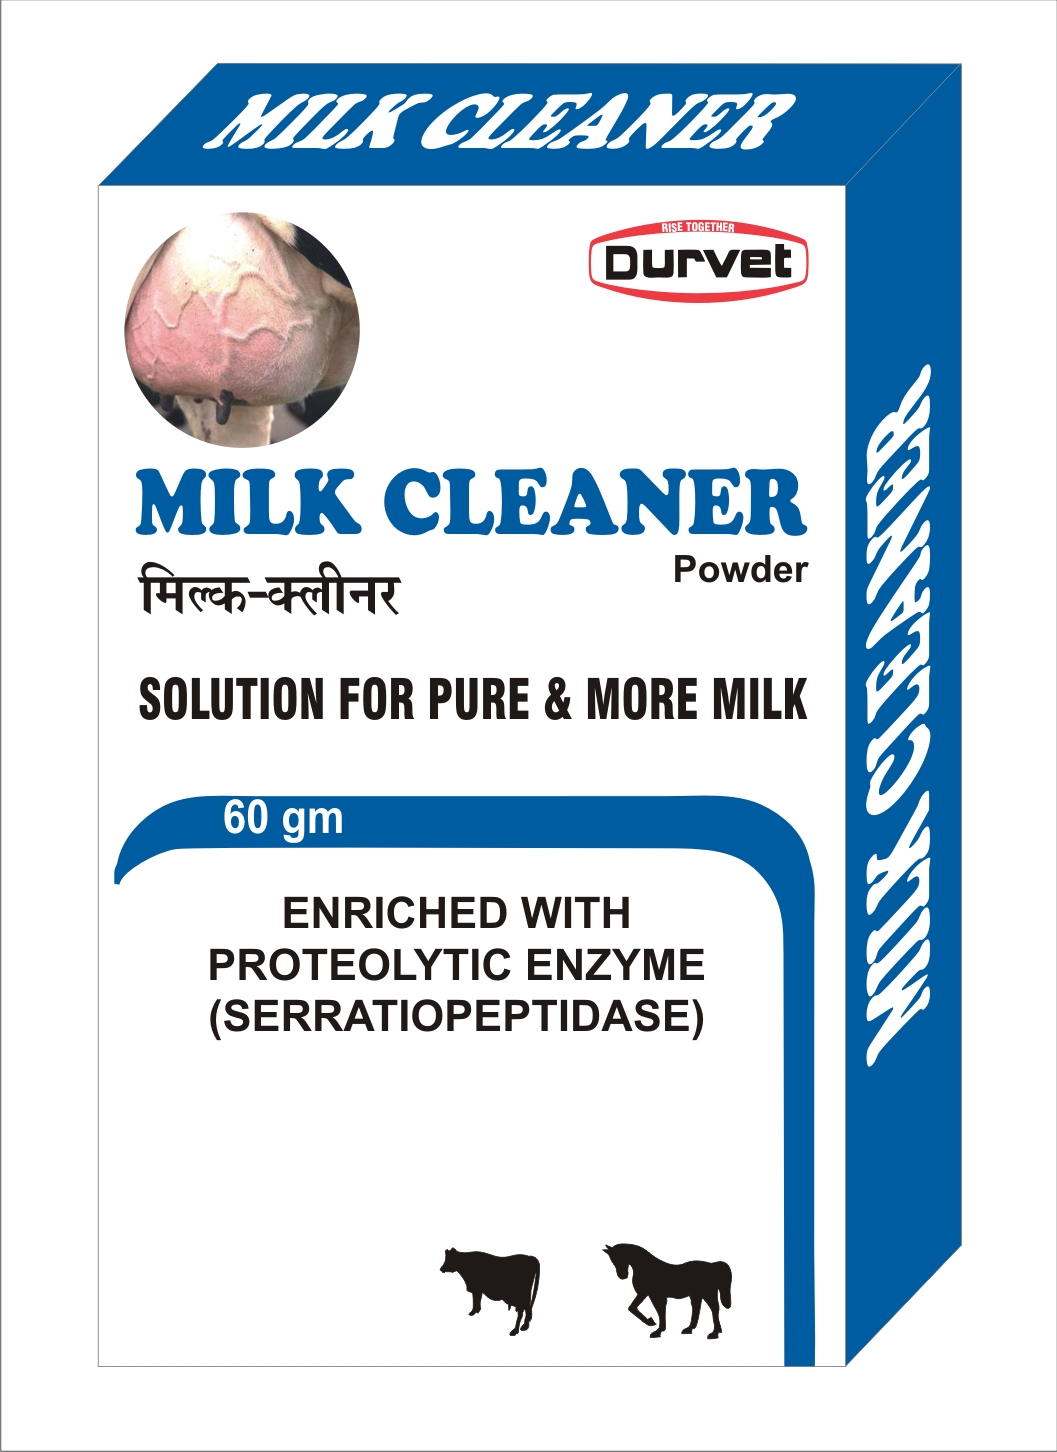 MILK CLEANER
RISE TOGETHER
Durvet
MILK CLEANER
Powder
मिल्क-क्लीनर
SOLUTION FOR PURE & MORE MILK
60 gm
ENRICHED WITH
PROTEOLYTIC ENZYME
(SERRATIOPEPTIDASE)
MILK CLEANER